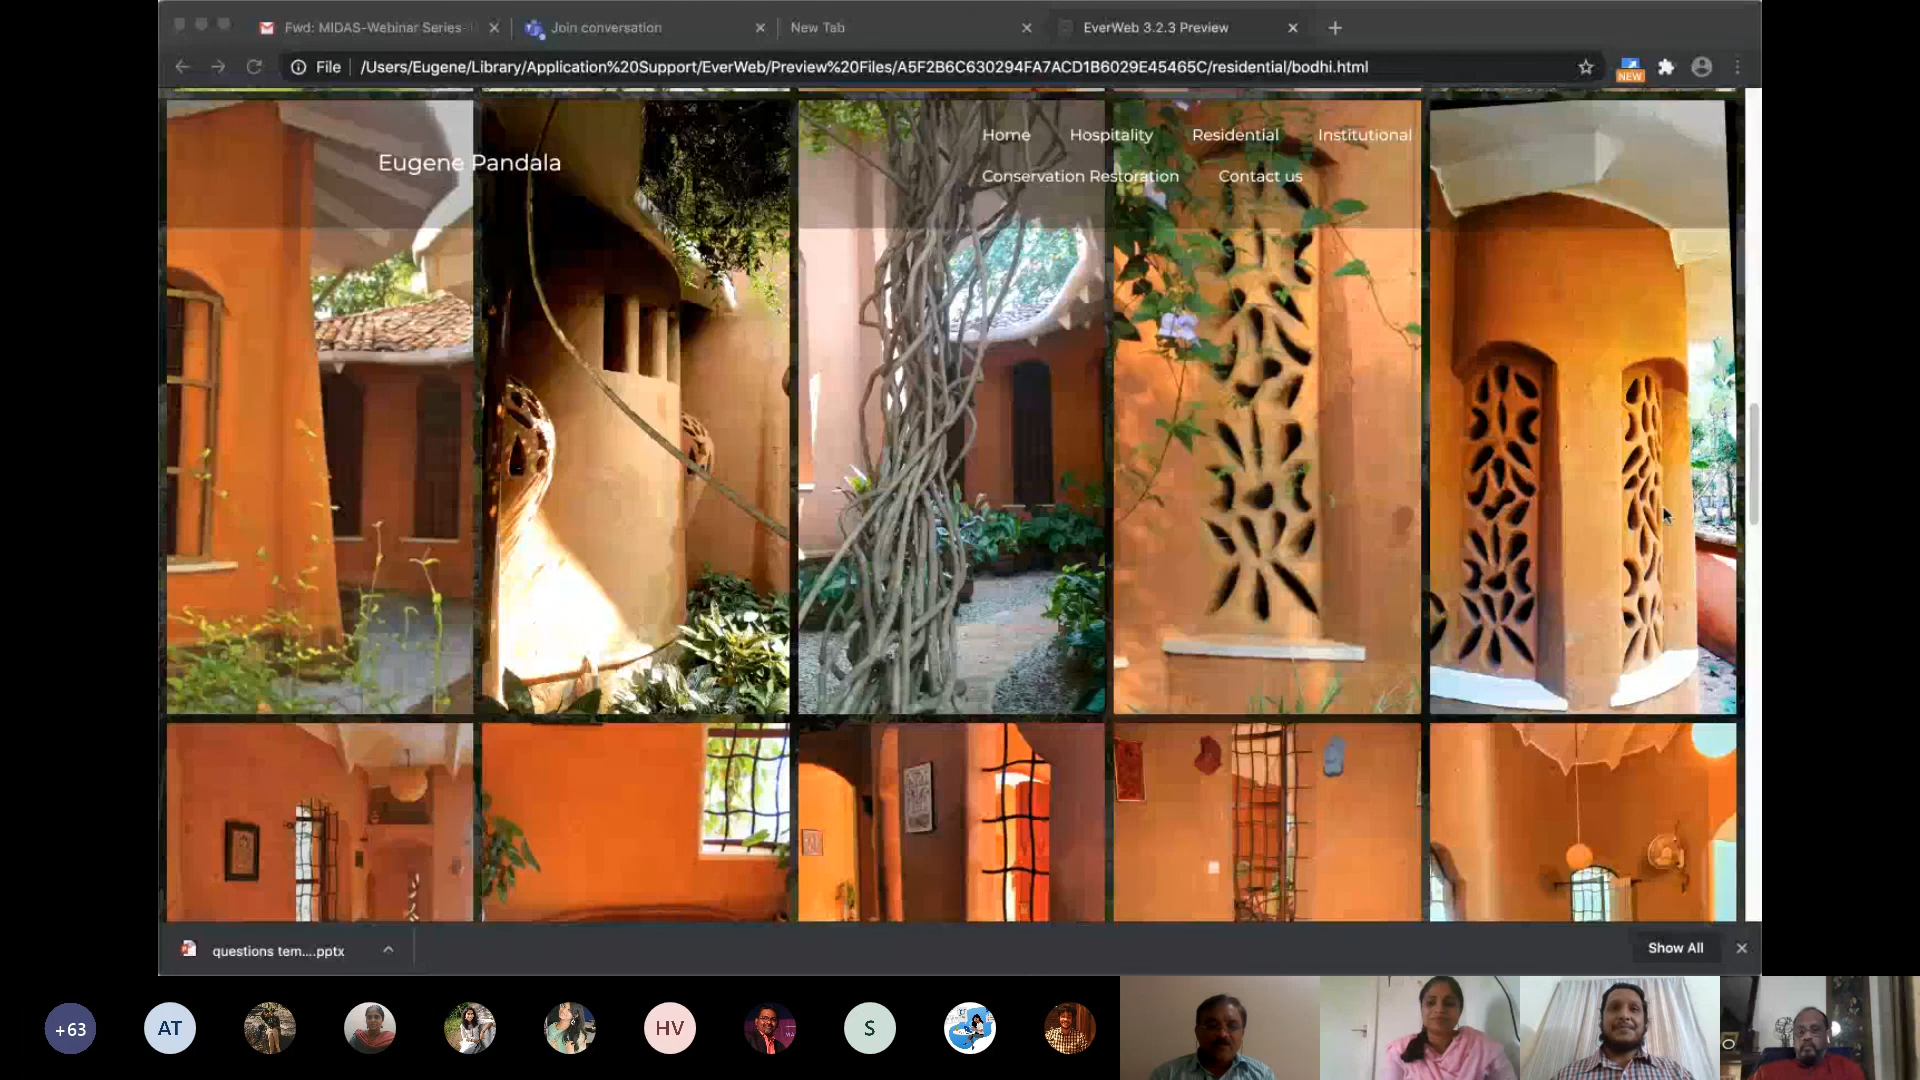 Fwd: MIDAS-Webinar Series-
Join conversation
New Tab
EverWeb 3.2.3 Preview
File
/Users/Eugene/Library/Application%20Support/EverWeb/Preview%20Files/A5F2B6C630294FA7ACD1B6029E45465C/residential/bodhi.html
NEW
Home Hospitality Residential Institutional
Eugene Pandala
Conservation Restoration Contact us
questions tem....pptx
Show All
+63
AT
HV
S